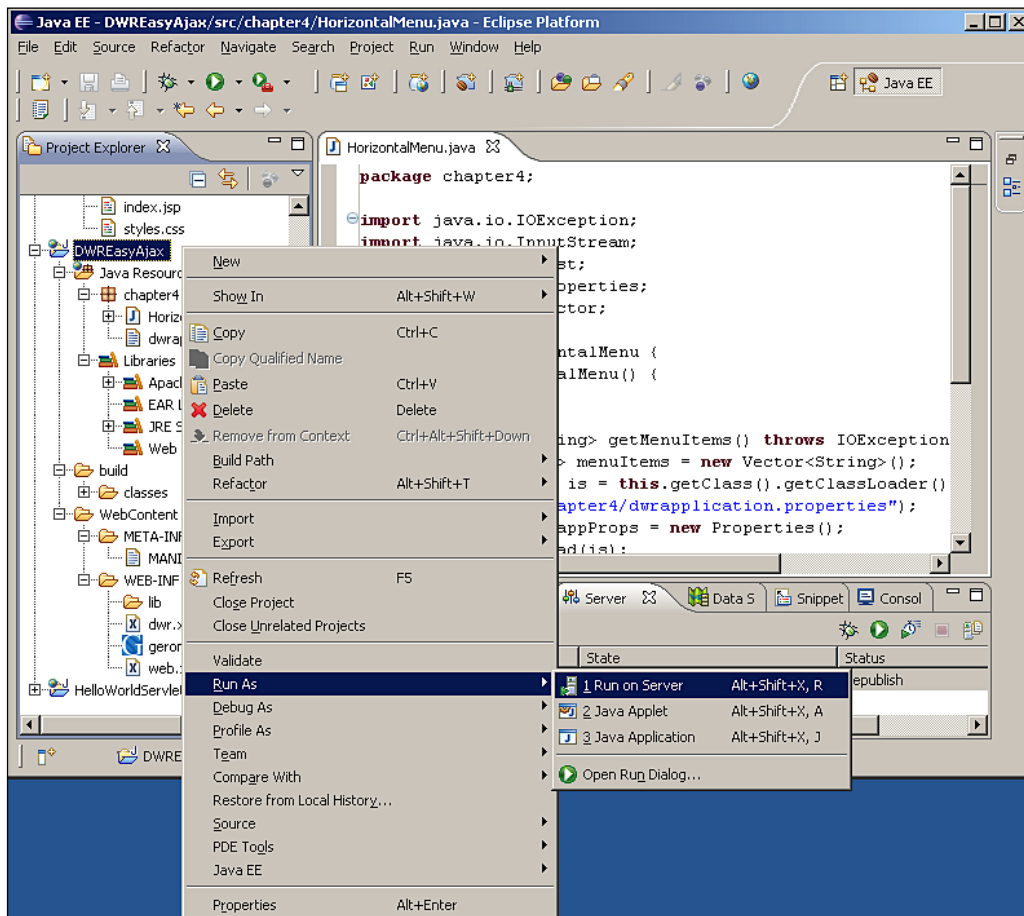 Java EE - DWREasyAjax/src/chapter4/HorizontalMenu.java - Eclipse Platform
File Edit Source Refactor Navigate Search Project Run Window Help
Java EE
Project Explorer
HorizontalMenu.java
index.jsp
styles.css
DWREasyAjax
Java Resourc
chapter4
Horiz
dwra
Libraries
Apac
EAR L
JRE S
Web
build
classes
WebContent
META-INF
MANI
WEB-INF
lib
dwr.x
geron
web.
HelloWorldServle
DWRE
package chapter4;
import java.io.IOException;
import java.io.InputStream;
st;
operties;
ctor;
ntalMenu {
alMenu() {
ing> getMenuItems() throws IOException
> menuItems = new Vector<String>();
is = this.getClass().getClassLoader()
apter4/dwrapplication.properties");
appProps = new Properties();
ad(is);
New
Show In Alt+Shift+W
Copy Ctrl+C
Copy Qualified Name
Paste Ctrl+V
Delete Delete
Remove from Context Ctrl+Alt+Shift+Down
Build Path
Refactor Alt+Shift+T
Import
Export
Refresh F5
Close Project
Close Unrelated Projects
Validate
Run As
Debug As
Profile As
Team
Compare With
Restore from Local History...
Source
PDE Tools
Java EE
Properties Alt+Enter
Server Data S Snippet Consol
State Status
epublish
1 Run on Server Alt+Shift+X, R
2 Java Applet Alt+Shift+X, A
3 Java Application Alt+Shift+X, J
Open Run Dialog...